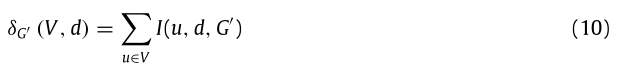 δ_{G′} (V, d) = ∑_{u∈V} I(u, d, G′) (10)